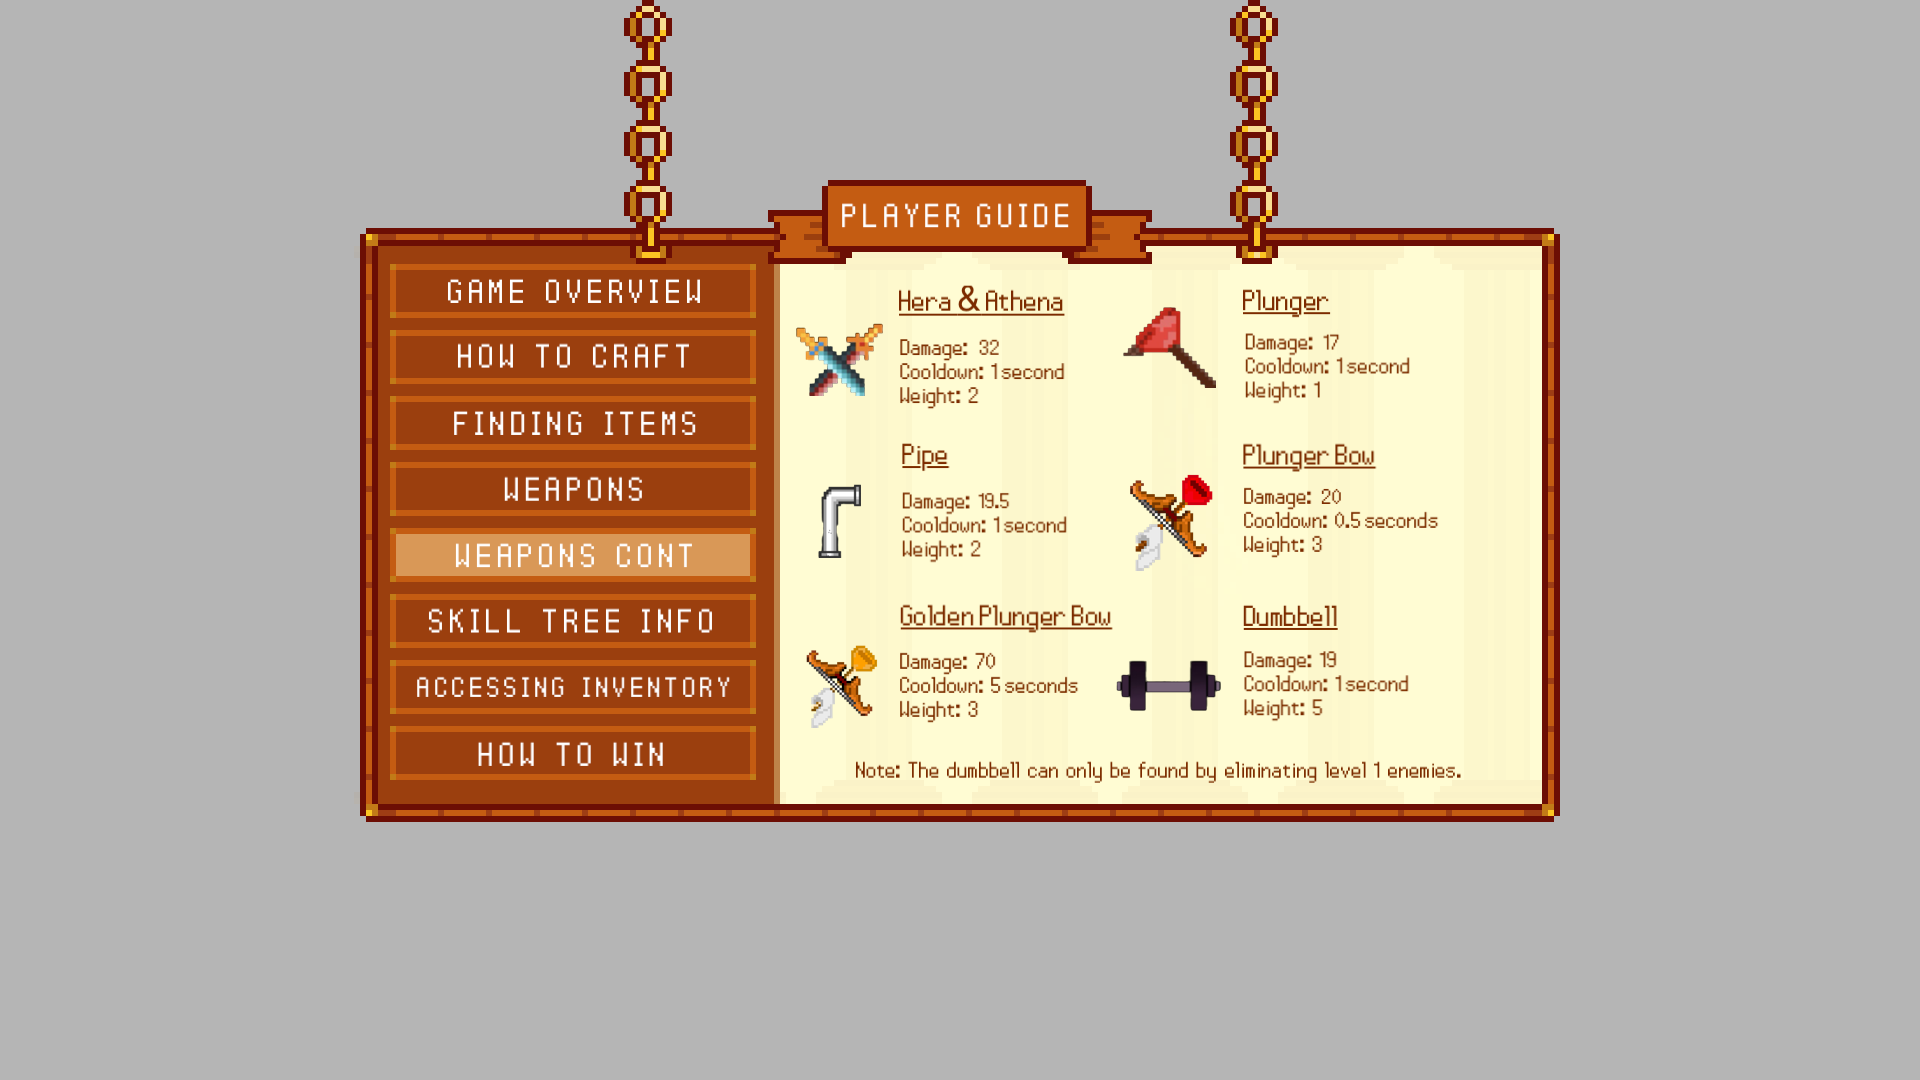 PLAYER GUIDE
GAME OVERVIEW
HOW TO CRAFT
FINDING ITEMS
WEAPONS
WEAPONS CONT
SKILL TREE INFO
ACCESSING INVENTORY
HOW TO WIN
Hera & Athena
Damage: 32
Cooldown: 1 second
Weight: 2
Plunger
Damage: 17
Cooldown: 1 second
Weight: 1
Pipe
Damage: 19.5
Cooldown: 1 second
Weight: 2
Plunger Bow
Damage: 20
Cooldown: 0.5 seconds
Weight: 3
Golden Plunger Bow
Damage: 70
Cooldown: 5 seconds
Weight: 3
Dumbbell
Damage: 19
Cooldown: 1 second
Weight: 5
Note: The dumbbell can only be found by eliminating level 1 enemies.